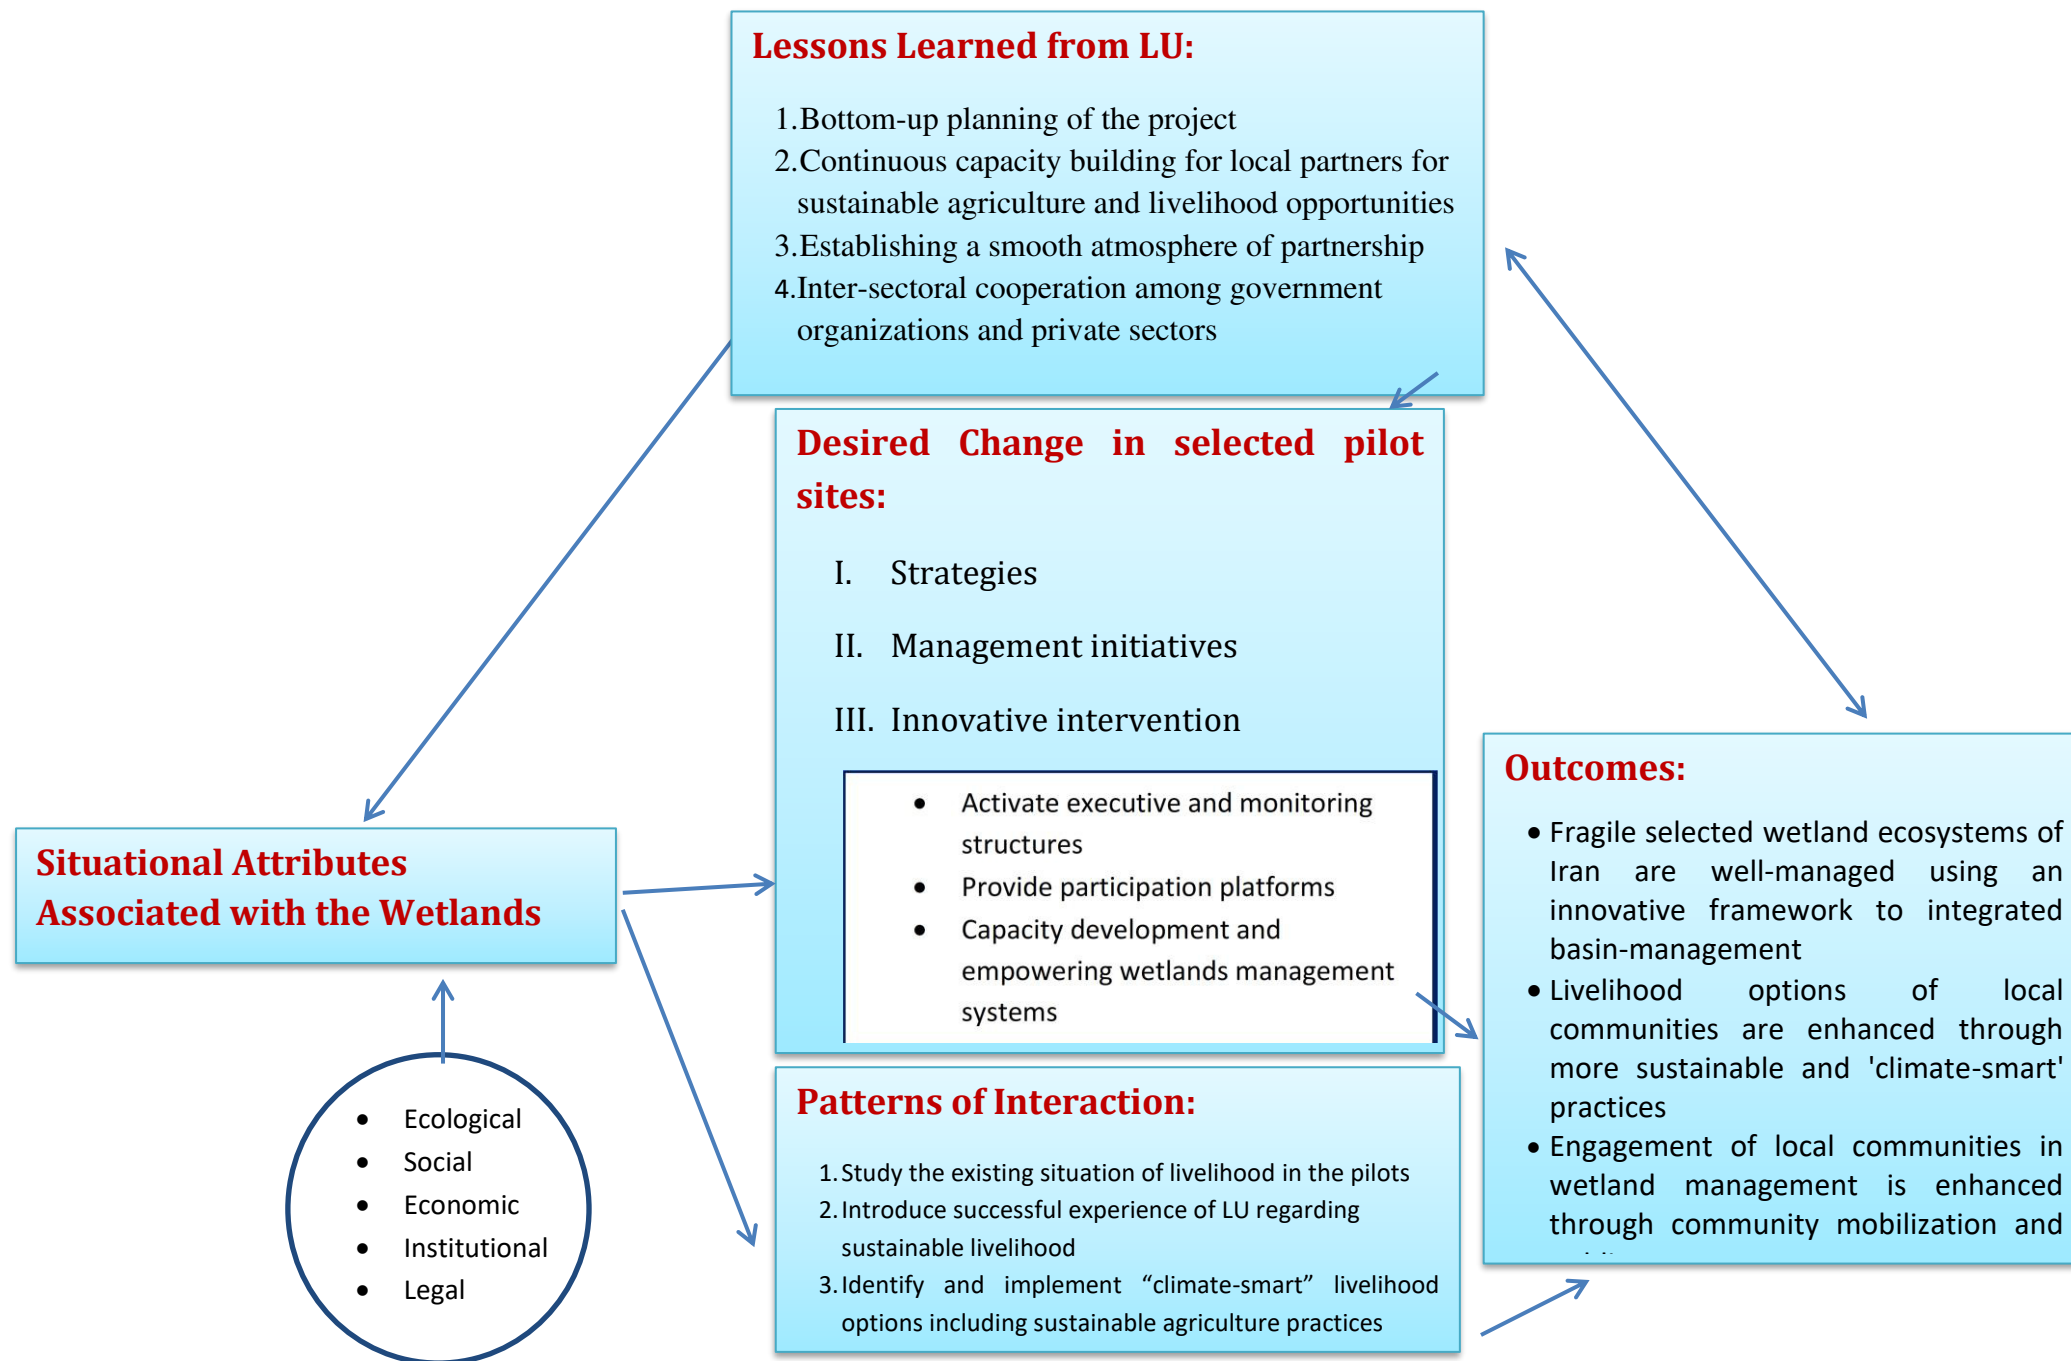 Lessons Learned from LU:
1.Bottom-up planning of the project
2.Continuous capacity building for local partners for
sustainable agriculture and livelihood opportunities
3.Establishing a smooth atmosphere of partnership
4.Inter-sectoral cooperation among government
organizations and private sectors
Desired Change in selected pilot
sites:
I. Strategies
II. Management initiatives
III. Innovative intervention
• Activate executive and monitoring
structures
• Provide participation platforms
• Capacity development and
empowering wetlands management
systems
Situational Attributes
Associated with the Wetlands
• Ecological
• Social
• Economic
• Institutional
• Legal
Patterns of Interaction:
1. Study the existing situation of livelihood in the pilots
2. Introduce successful experience of LU regarding
sustainable livelihood
3. Identify and implement “climate-smart” livelihood
options including sustainable agriculture practices
Outcomes:
• Fragile selected wetland ecosystems of
Iran are well-managed using an
innovative framework to integrated
basin-management
• Livelihood options of local
communities are enhanced through
more sustainable and 'climate-smart'
practices
• Engagement of local communities in
wetland management is enhanced
through community mobilization and